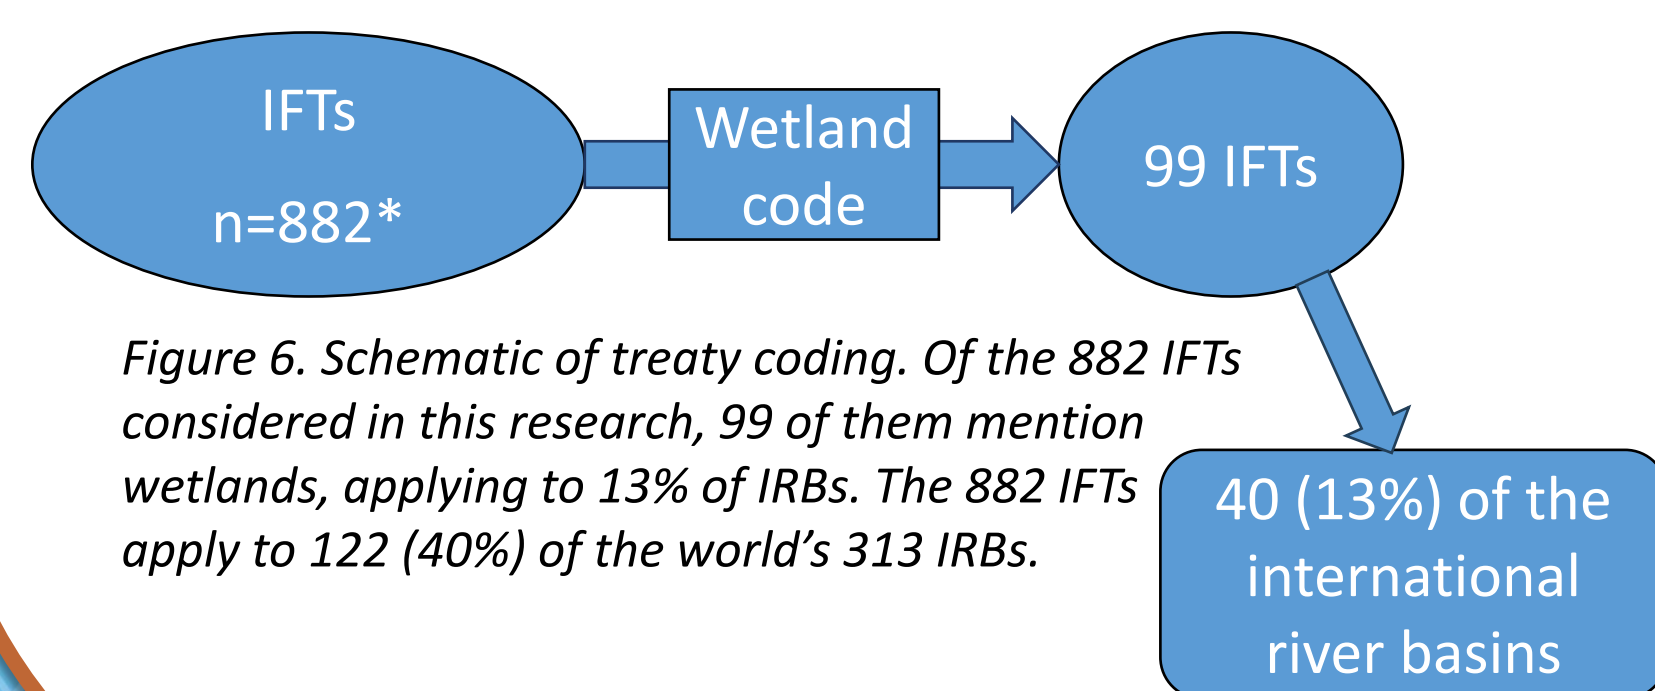 IFTs
n=882*
Wetland
code
99 IFTs
Figure 6. Schematic of treaty coding. Of the 882 IFTs
considered in this research, 99 of them mention
wetlands, applying to 13% of IRBs. The 882 IFTs
apply to 122 (40%) of the world’s 313 IRBs.
40 (13%) of the
international
river basins